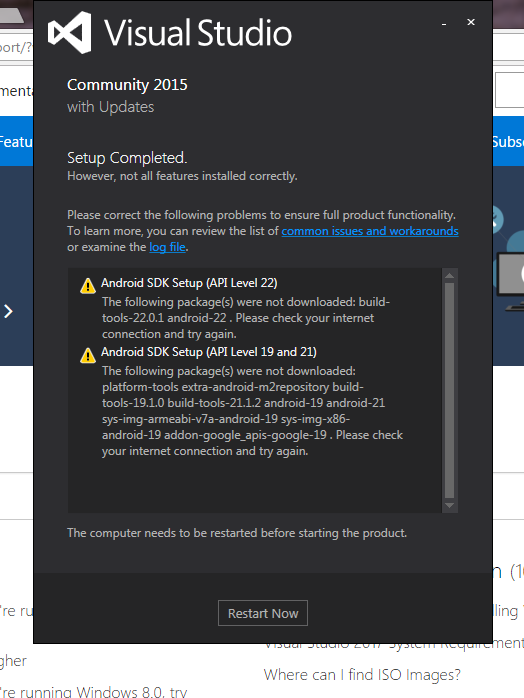 Visual Studio
Community 2015
with Updates
port/?
menta
Featu
Subs
Setup Completed.
However, not all features installed correctly.
Please correct the following problems to ensure full product functionality.
To learn more, you can review the list of common issues and workarounds
or examine the log file.
Android SDK Setup (API Level 22)
The following package(s) were not downloaded: build-
tools-22.0.1 android-22 . Please check your internet
connection and try again.
Android SDK Setup (API Level 19 and 21)
The following package(s) were not downloaded:
platform-tools extra-android-m2repository build-
tools-19.1.0 build-tools-21.1.2 android-19 android-21
sys-img-armeabi-v7a-android-19 sys-img-x86-
android-19 addon-google_apis-google-19 . Please check
your internet connection and try again.
The computer needs to be restarted before starting the product.
n (10
Restart Now
're ru
lling
Visual Studio 2017 System Requirement
gher
Where can I find ISO Images?
're running Windows 8.0, try